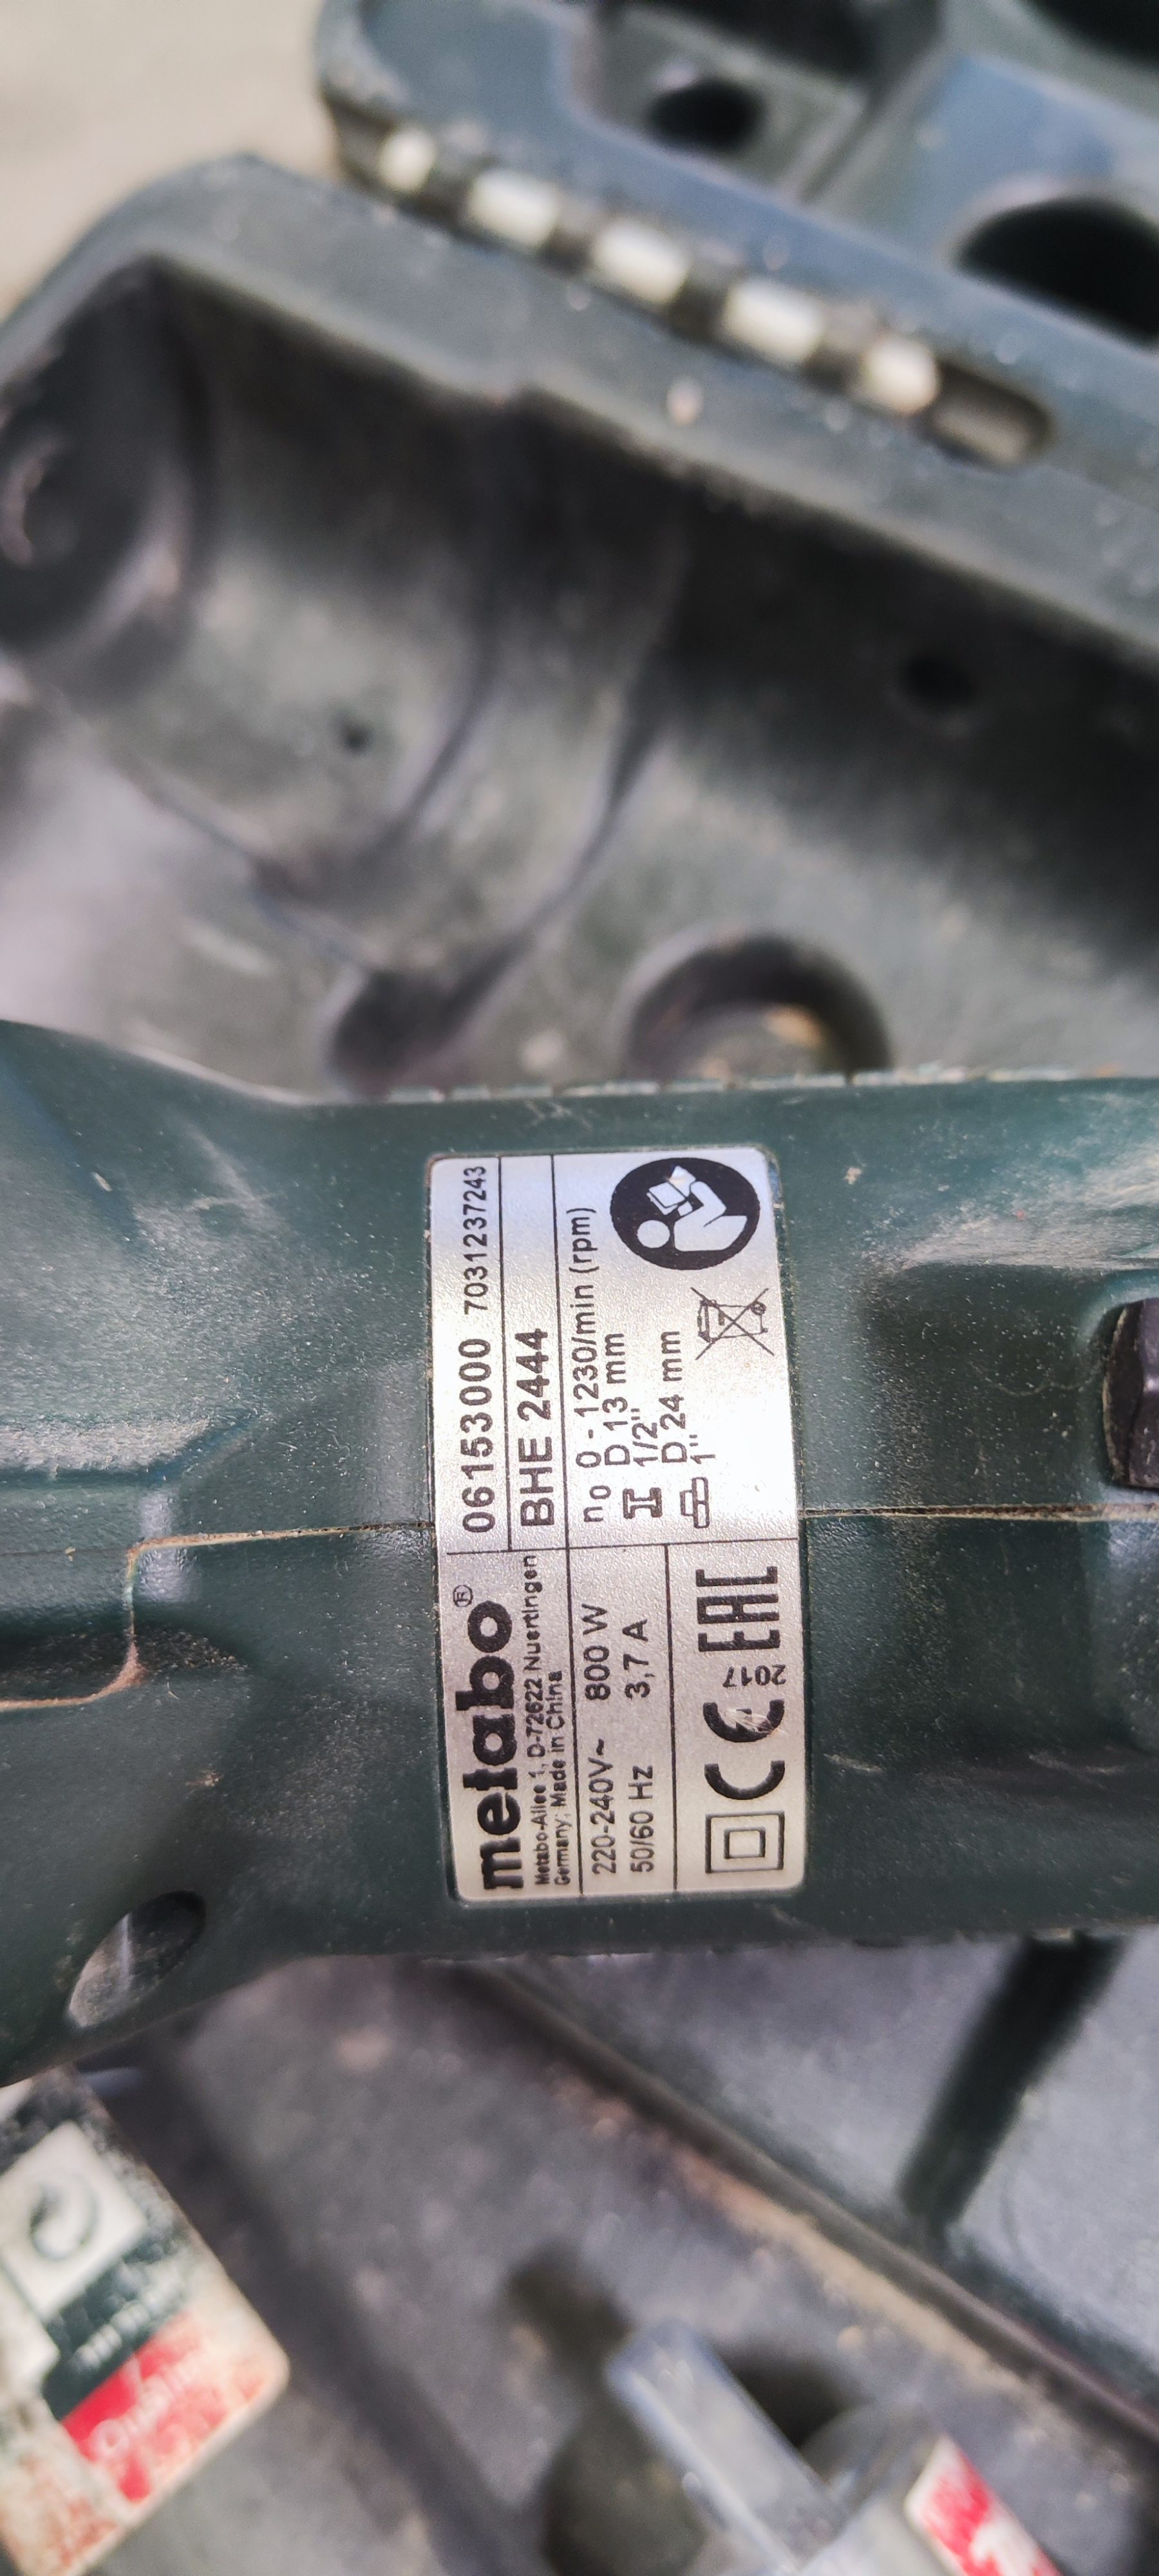 metabo®
Metabo-Allee 1, D-72622 Nuertingen
Germany; Made in China
220-240V~ 800 W
50/60 Hz 3,7 A
CE 2017 EAC
06153000 7031237243
BHE 2444
n₀ 0 - 1230/min (rpm)
D 13 mm
1/2"
D 24 mm
1"